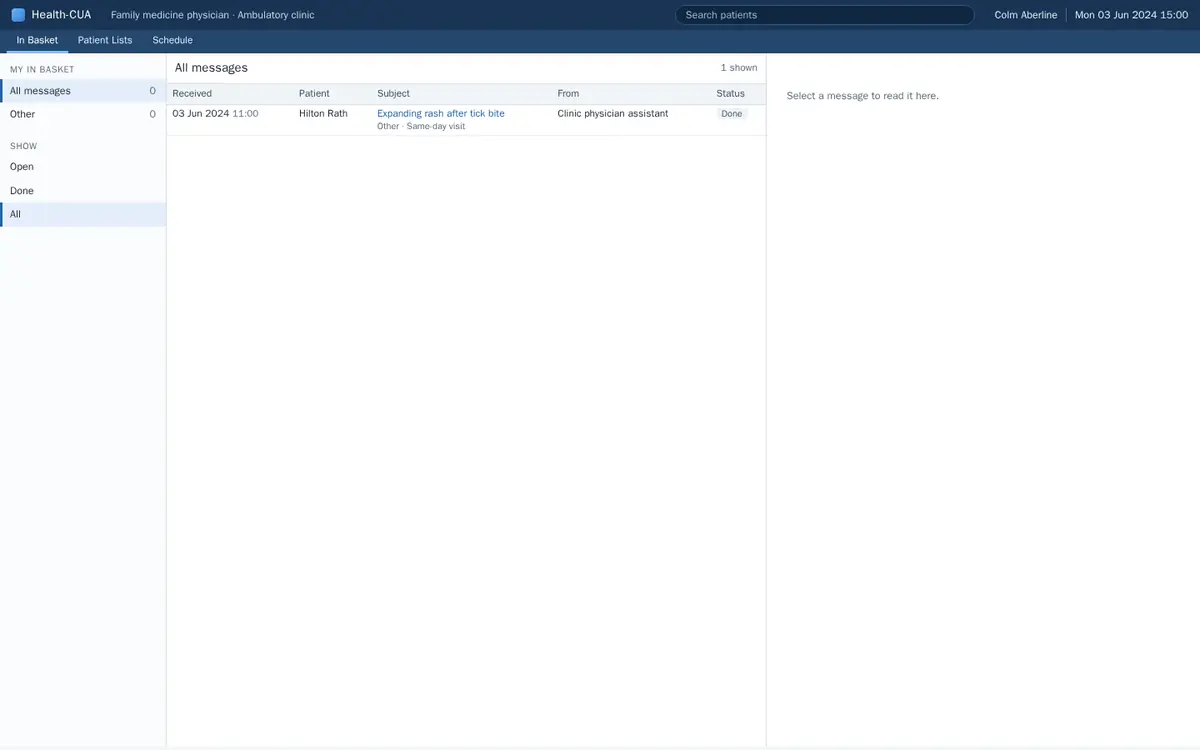 Health-CUA Family medicine physician · Ambulatory clinic Search patients Colm Aberline Mon 03 Jun 2024 15:00
In Basket Patient Lists Schedule
MY IN BASKET
All messages 0
Other 0
SHOW
Open
Done
All
All messages 1 shown
Received Patient Subject From Status
03 Jun 2024 11:00 Hilton Rath Expanding rash after tick bite Clinic physician assistant Done
Other · Same-day visit
Select a message to read it here.